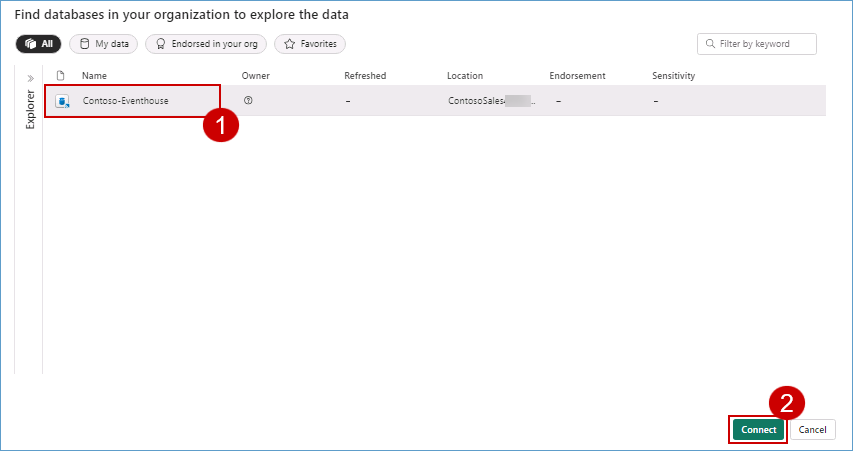 Find databases in your organization to explore the data
All My data Endorsed in your org Favorites Filter by keyword
Name Owner Refreshed Location Endorsement Sensitivity
Contoso-Eventhouse – ContosoSales – –
Explorer
1
2
Connect Cancel